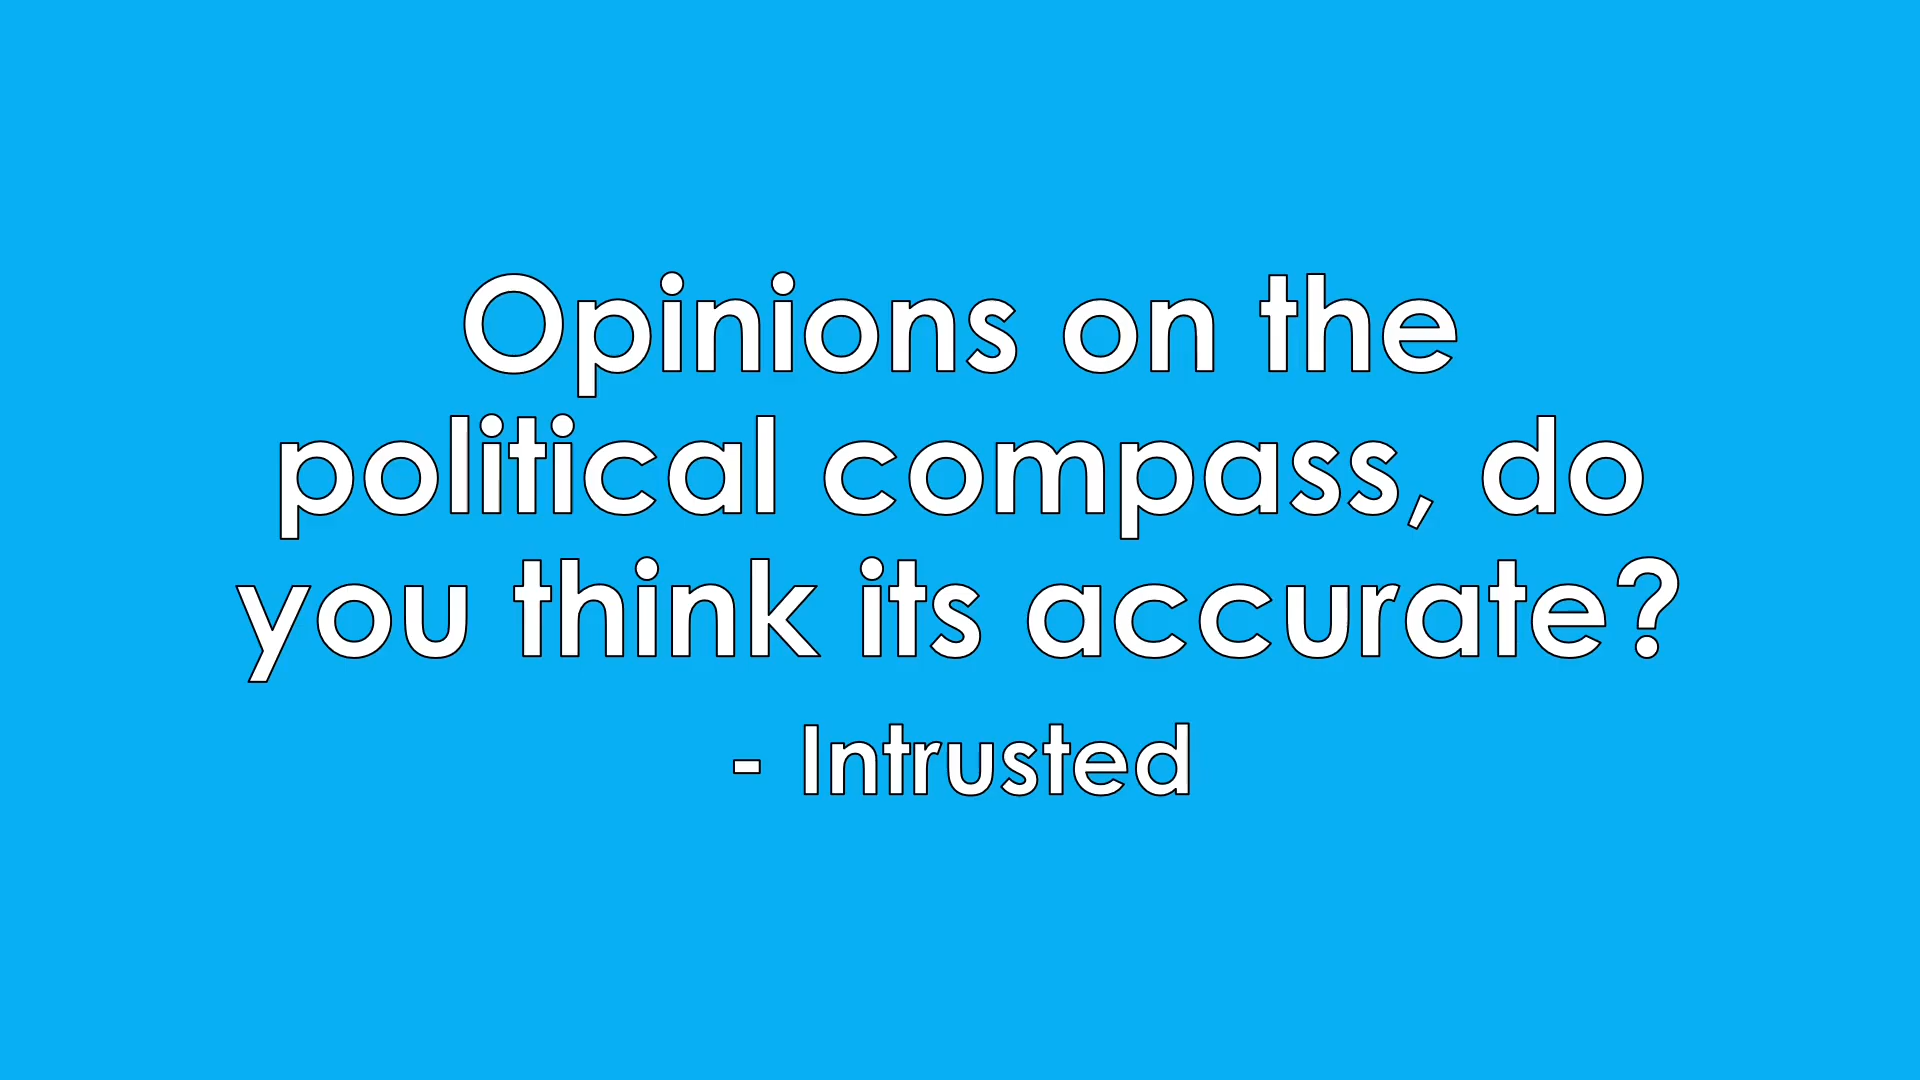 Opinions on the
political compass, do
you think its accurate?
- Intrusted